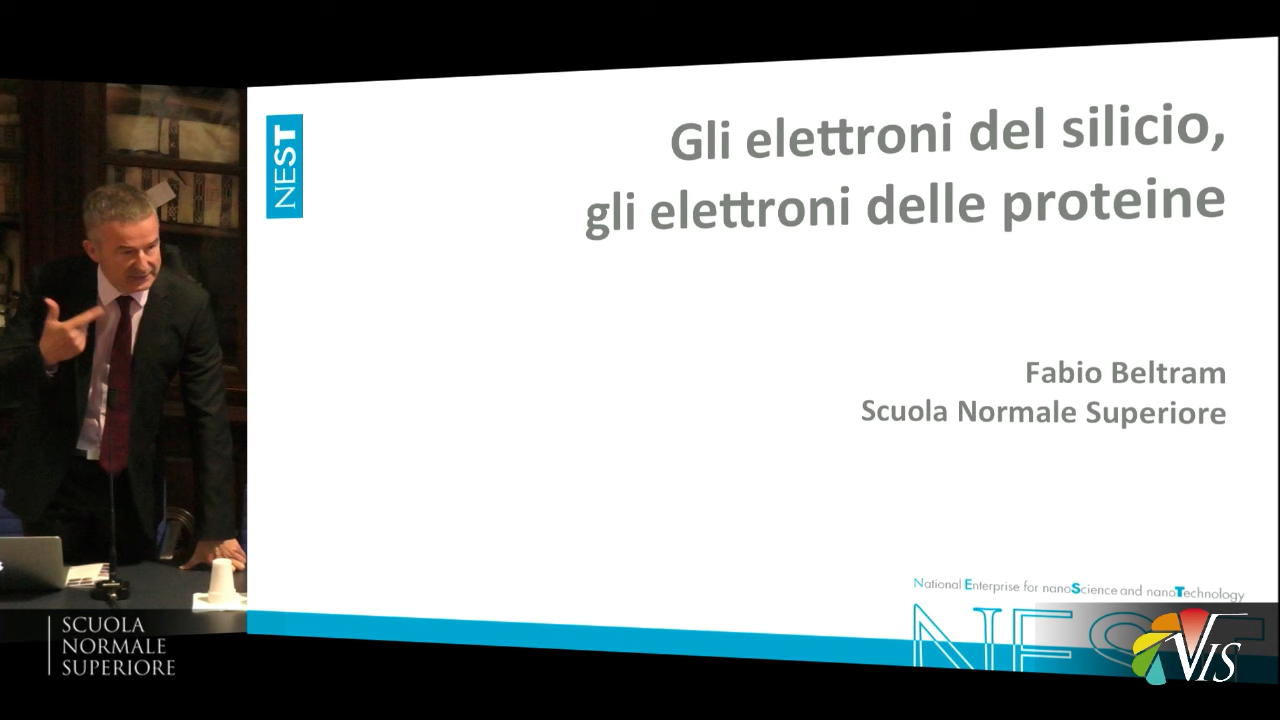 NEST
Gli elettroni del silicio,
gli elettroni delle proteine
Fabio Beltram
Scuola Normale Superiore
National Enterprise for nanoScience and nanoTechnology
NEST
SCUOLA
NORMALE
SUPERIORE
VIS